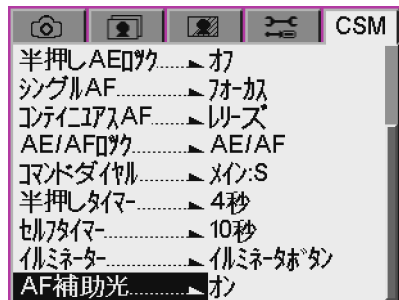 CSM
半押しAEﾛｯｸ........オフ
ｼﾝｸﾞﾙAF........ﾌｫｰｶｽ
ｺﾝﾃｨﾆｭｱｽAF........ﾚﾘｰｽﾞ
AE/AFﾛｯｸ........AE/AF
ｺﾏﾝﾄﾞﾀﾞｲﾔﾙ........ﾒｲﾝ:S
半押しﾀｲﾏｰ........4秒
ｾﾙﾌﾀｲﾏｰ........10秒
ｲﾙﾐﾈｰﾀｰ........ｲﾙﾐﾈｰﾀﾎﾞﾀﾝ
AF補助光........オン